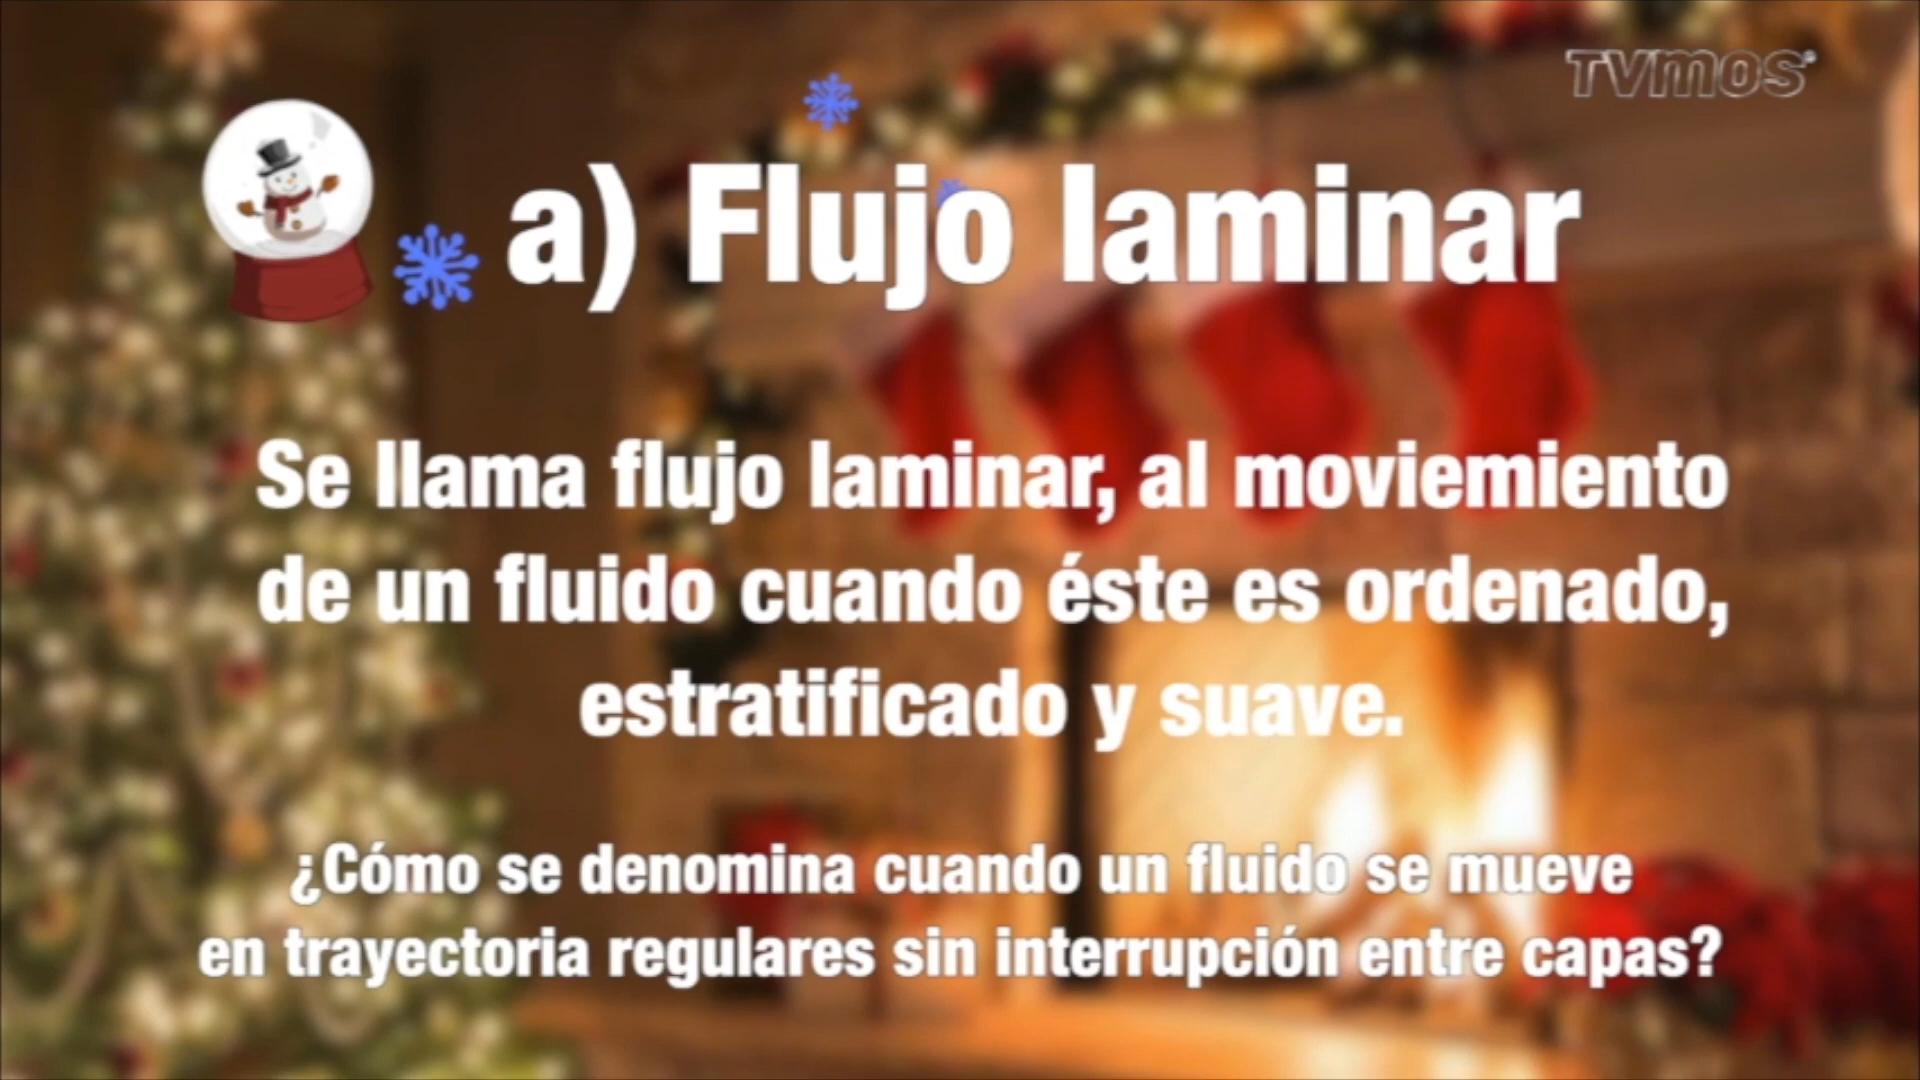 TVmos
a) Flujo laminar
Se llama flujo laminar, al moviemiento
de un fluido cuando éste es ordenado,
estratificado y suave.
¿Cómo se denomina cuando un fluido se mueve
en trayectoria regulares sin interrupción entre capas?